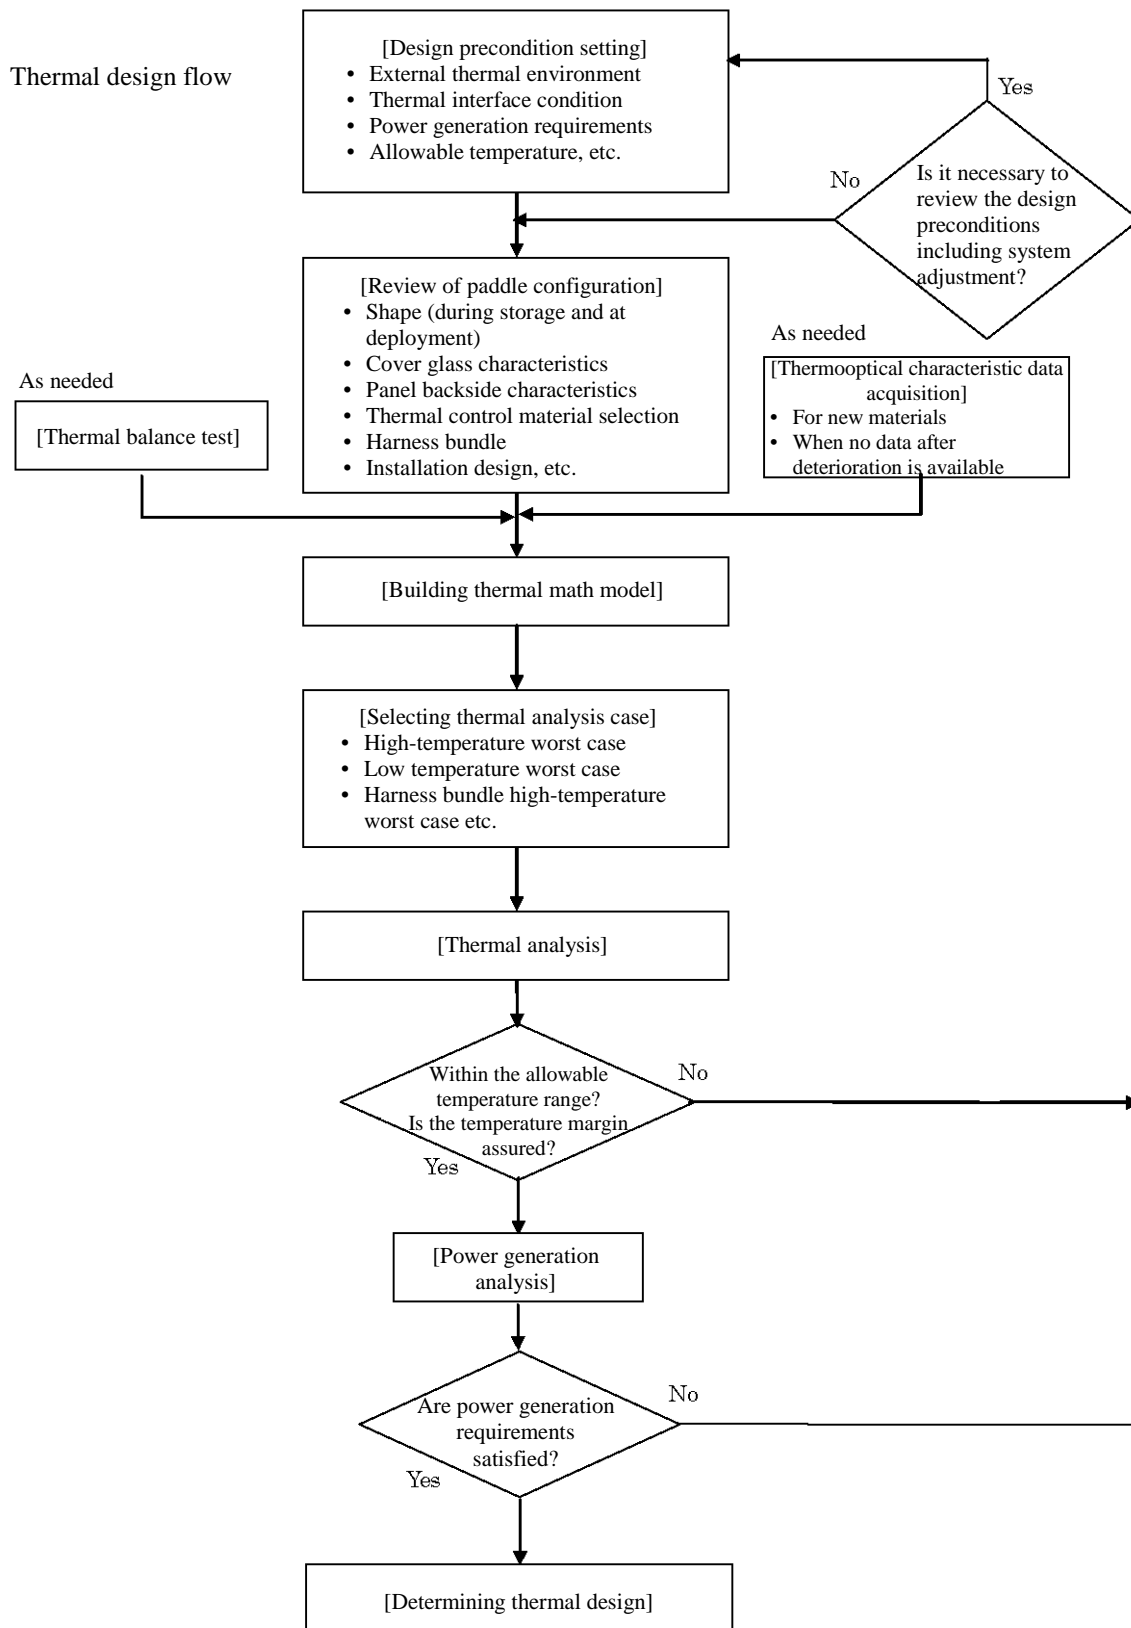 Thermal design flow
[Design precondition setting]
• External thermal environment
• Thermal interface condition
• Power generation requirements
• Allowable temperature, etc.
Yes
No
Is it necessary to
review the design
preconditions
including system
adjustment?
[Review of paddle configuration]
• Shape (during storage and at
deployment)
• Cover glass characteristics
• Panel backside characteristics
• Thermal control material selection
• Harness bundle
• Installation design, etc.
As needed
[Thermal balance test]
As needed
[Thermooptical characteristic data
acquisition]
• For new materials
• When no data after
deterioration is available
[Building thermal math model]
[Selecting thermal analysis case]
• High-temperature worst case
• Low temperature worst case
• Harness bundle high-temperature
worst case etc.
[Thermal analysis]
Within the allowable
temperature range?
Is the temperature margin
assured?
No
Yes
[Power generation
analysis]
Are power generation
requirements
satisfied?
No
Yes
[Determining thermal design]